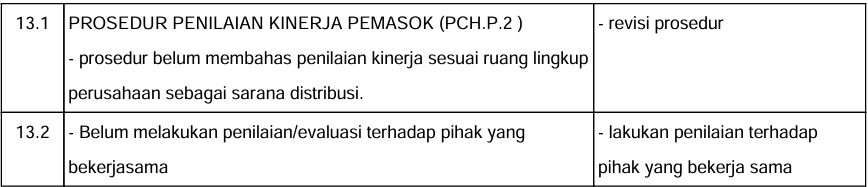 13.1 PROSEDUR PENILAIAN KINERJA PEMASOK (PCH.P.2 ) - revisi prosedur
- prosedur belum membahas penilaian kinerja sesuai ruang lingkup
perusahaan sebagai sarana distribusi.
13.2 - Belum melakukan penilaian/evaluasi terhadap pihak yang - lakukan penilaian terhadap
bekerjasama pihak yang bekerja sama